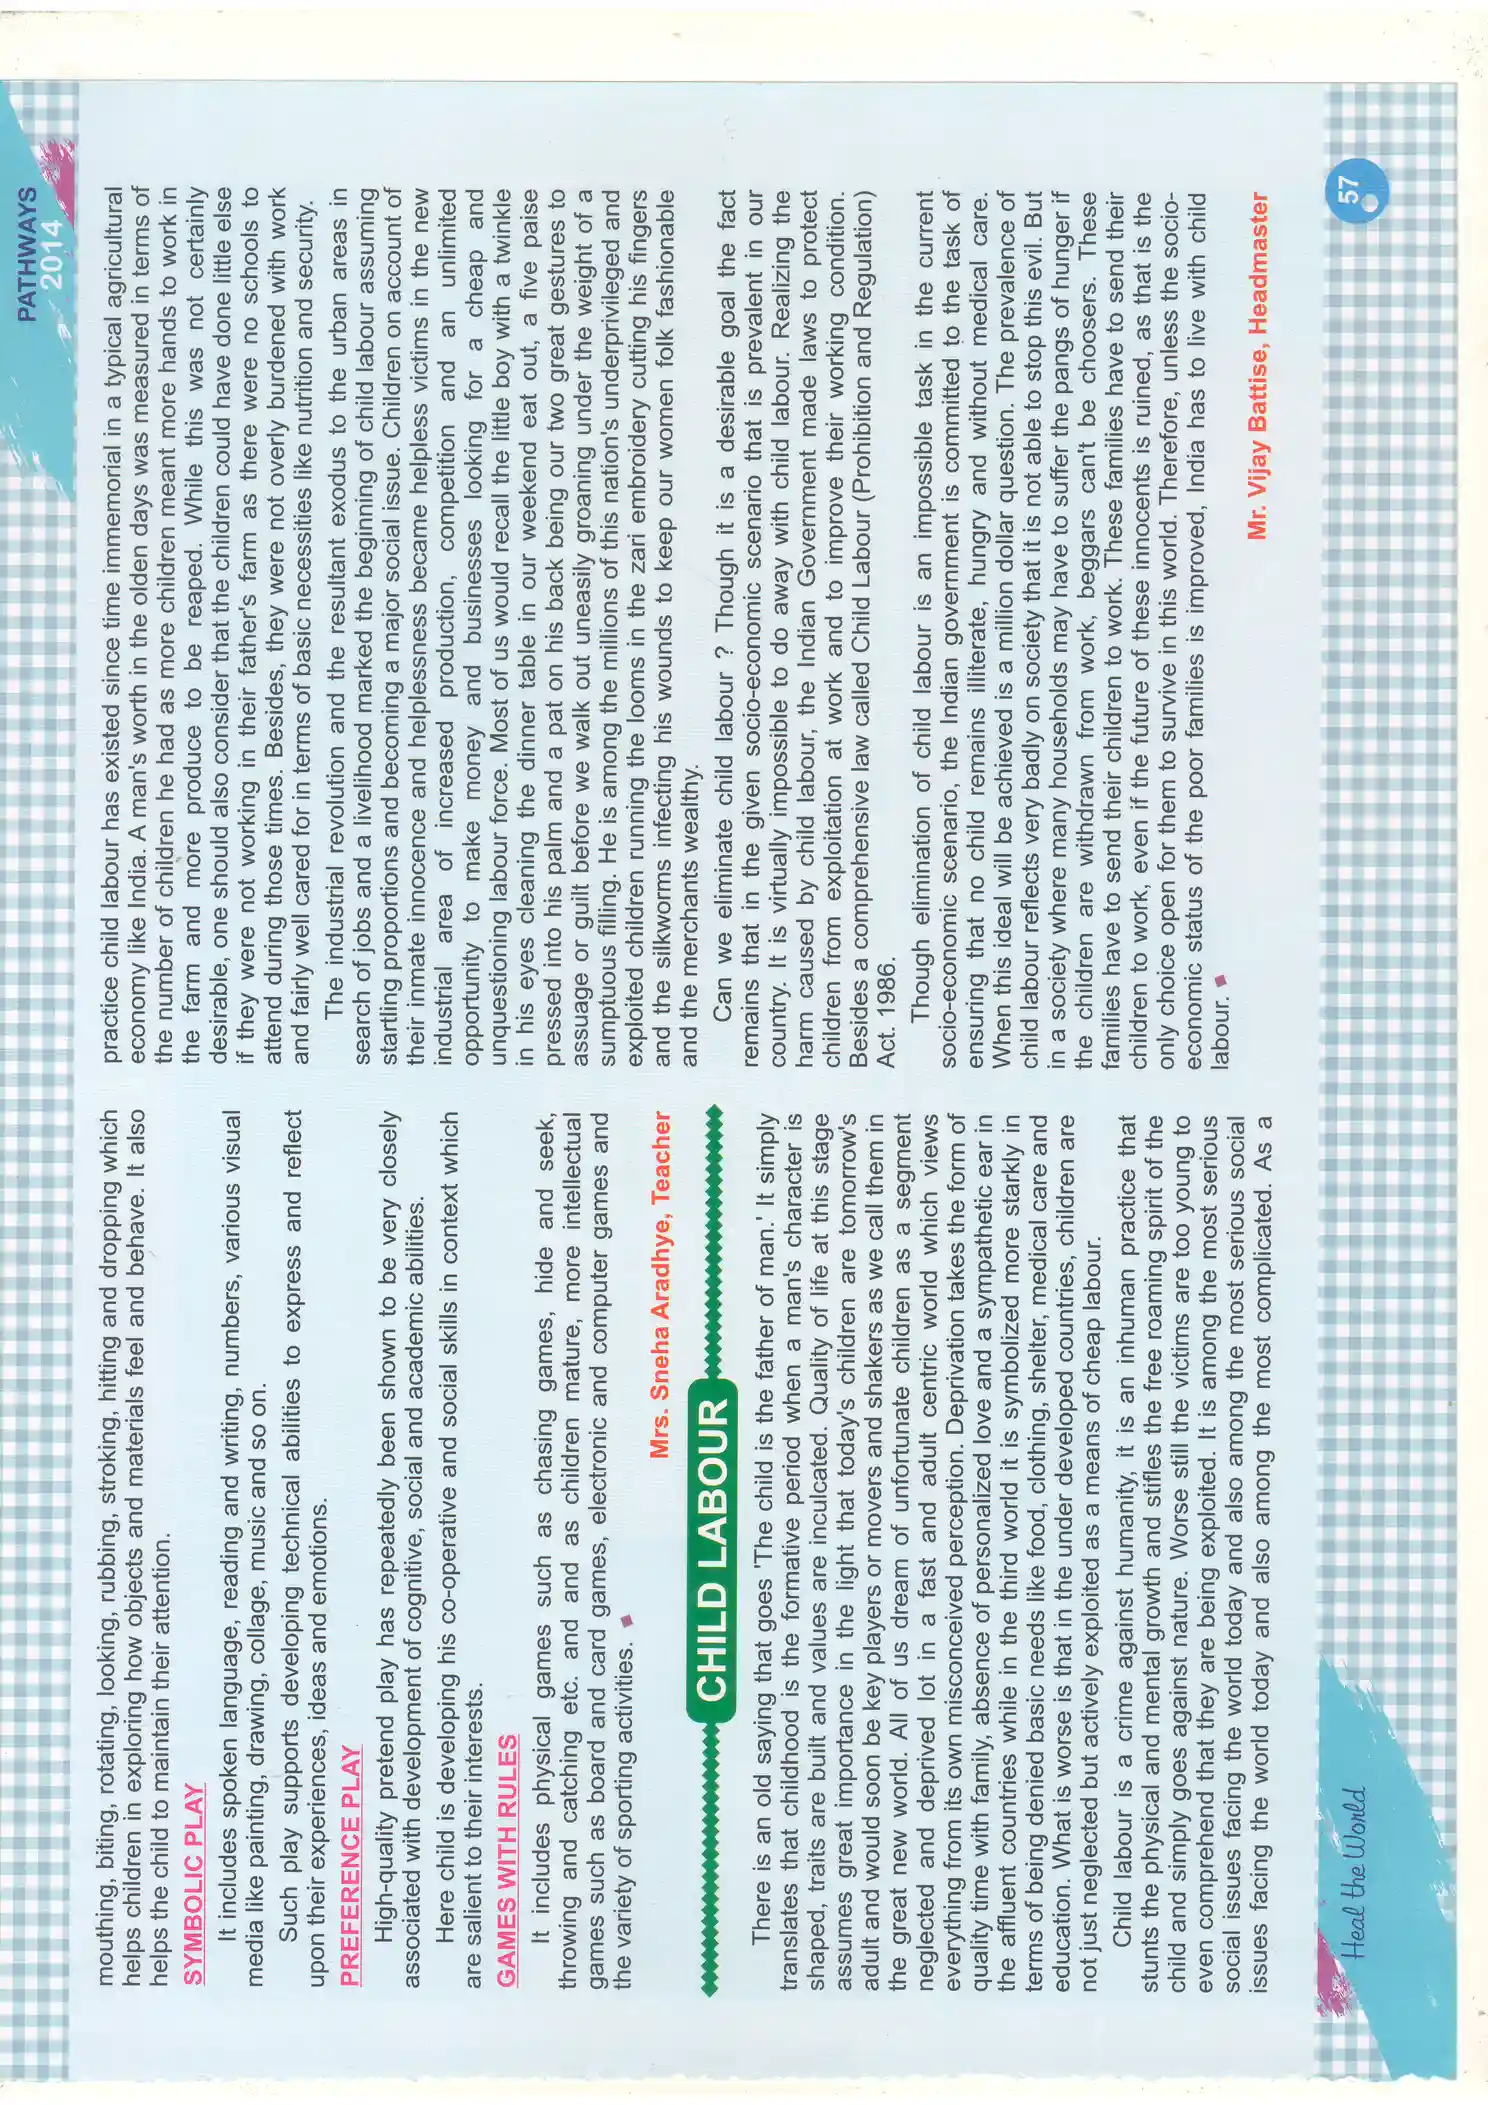 PATHWAYS
2014
mouthing, biting, rotating, looking, rubbing, stroking, hitting and dropping which
helps children in exploring how objects and materials feel and behave. It also
helps the child to maintain their attention.
SYMBOLIC PLAY
It includes spoken language, reading and writing, numbers, various visual
media like painting, drawing, collage, music and so on.
Such play supports developing technical abilities to express and reflect
upon their experiences, ideas and emotions.
PREFERENCE PLAY
High-quality pretend play has repeatedly been shown to be very closely
associated with development of cognitive, social and academic abilities.
Here child is developing his co-operative and social skills in context which
are salient to their interests.
GAMES WITH RULES
It includes physical games such as chasing games, hide and seek,
throwing and catching etc. and and as children mature, more intellectual
games such as board and card games, electronic and computer games and
the variety of sporting activities.
Mrs. Sneha Aradhye, Teacher
CHILD LABOUR
There is an old saying that goes 'The child is the father of man.' It simply
translates that childhood is the formative period when a man's character is
shaped, traits are built and values are inculcated. Quality of life at this stage
assumes great importance in the light that today's children are tomorrow's
adult and would soon be key players or movers and shakers as we call them in
the great new world. All of us dream of unfortunate children as a segment
neglected and deprived lot in a fast and adult centric world which views
everything from its own misconceived perception. Deprivation takes the form of
quality time with family, absence of personalized love and a sympathetic ear in
the affluent countries while in the third world it is symbolized more starkly in
terms of being denied basic needs like food, clothing, shelter, medical care and
education. What is worse is that in the under developed countries, children are
not just neglected but actively exploited as a means of cheap labour.
Child labour is a crime against humanity, it is an inhuman practice that
stunts the physical and mental growth and stifles the free roaming spirit of the
child and simply goes against nature. Worse still the victims are too young to
even comprehend that they are being exploited. It is among the most serious
social issues facing the world today and also among the most serious social
issues facing the world today and also among the most complicated. As a
practice child labour has existed since time immemorial in a typical agricultural
economy like India. A man's worth in the olden days was measured in terms of
the number of children he had as more children meant more hands to work in
the farm and more produce to be reaped. While this was not certainly
desirable, one should also consider that the children could have done little else
if they were not working in their father's farm as there were no schools to
attend during those times. Besides, they were not overly burdened with work
and fairly well cared for in terms of basic necessities like nutrition and security.
The industrial revolution and the resultant exodus to the urban areas in
search of jobs and a livelihood marked the beginning of child labour assuming
startling proportions and becoming a major social issue. Children on account of
their inmate innocence and helplessness became helpless victims in the new
industrial area of increased production, competition and an unlimited
opportunity to make money and businesses looking for a cheap and
unquestioning labour force. Most of us would recall the little boy with a twinkle
in his eyes cleaning the dinner table in our weekend eat out, a five paise
pressed into his palm and a pat on his back being our two great gestures to
assuage or guilt before we walk out uneasily groaning under the weight of a
sumptuous filling. He is among the millions of this nation's underprivileged and
exploited children running the looms in the zari embroidery cutting his fingers
and the silkworms infecting his wounds to keep our women folk fashionable
and the merchants wealthy.
Can we eliminate child labour ? Though it is a desirable goal the fact
remains that in the given socio-economic scenario that is prevalent in our
country. It is virtually impossible to do away with child labour. Realizing the
harm caused by child labour, the Indian Government made laws to protect
children from exploitation at work and to improve their working condition.
Besides a comprehensive law called Child Labour (Prohibition and Regulation)
Act. 1986.
Though elimination of child labour is an impossible task in the current
socio-economic scenario, the Indian government is committed to the task of
ensuring that no child remains illiterate, hungry and without medical care.
When this ideal will be achieved is a million dollar question. The prevalence of
child labour reflects very badly on society that it is not able to stop this evil. But
in a society where many households may have to suffer the pangs of hunger if
the children are withdrawn from work, beggars can't be choosers. These
families have to send their children to work. These families have to send their
children to work, even if the future of these innocents is ruined, as that is the
only choice open for them to survive in this world. Therefore, unless the socio-
economic status of the poor families is improved, India has to live with child
labour.
Mr. Vijay Battise, Headmaster
Heal the World
57